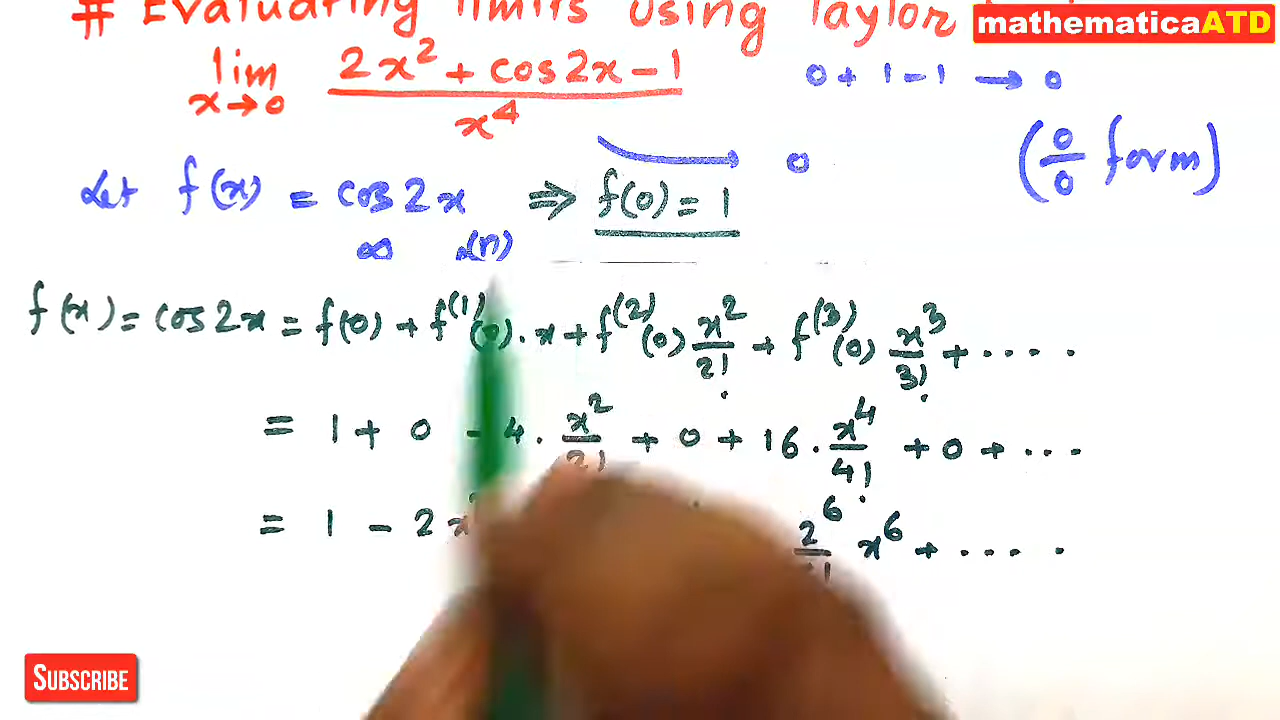 # Evaluating limits using Taylor
mathematicaATD
lim x→0 (2x² + cos2x − 1)/x⁴ 0 + 1 − 1 → 0
0 (0/0 form)
Let f(x) = cos2x ⇒ f(0) = 1
∞
f(x) = cos2x = f(0) + f⁽¹⁾(0) · x + f⁽²⁾(0) x²/2! + f⁽³⁾(0) x³/3! + ....
= 1 + 0 − 4 · x²/2! + 0 + 16 · x⁴/4! + 0 + ...
= 1 − 2x 2⁶ x⁶ + ....
SUBSCRIBE